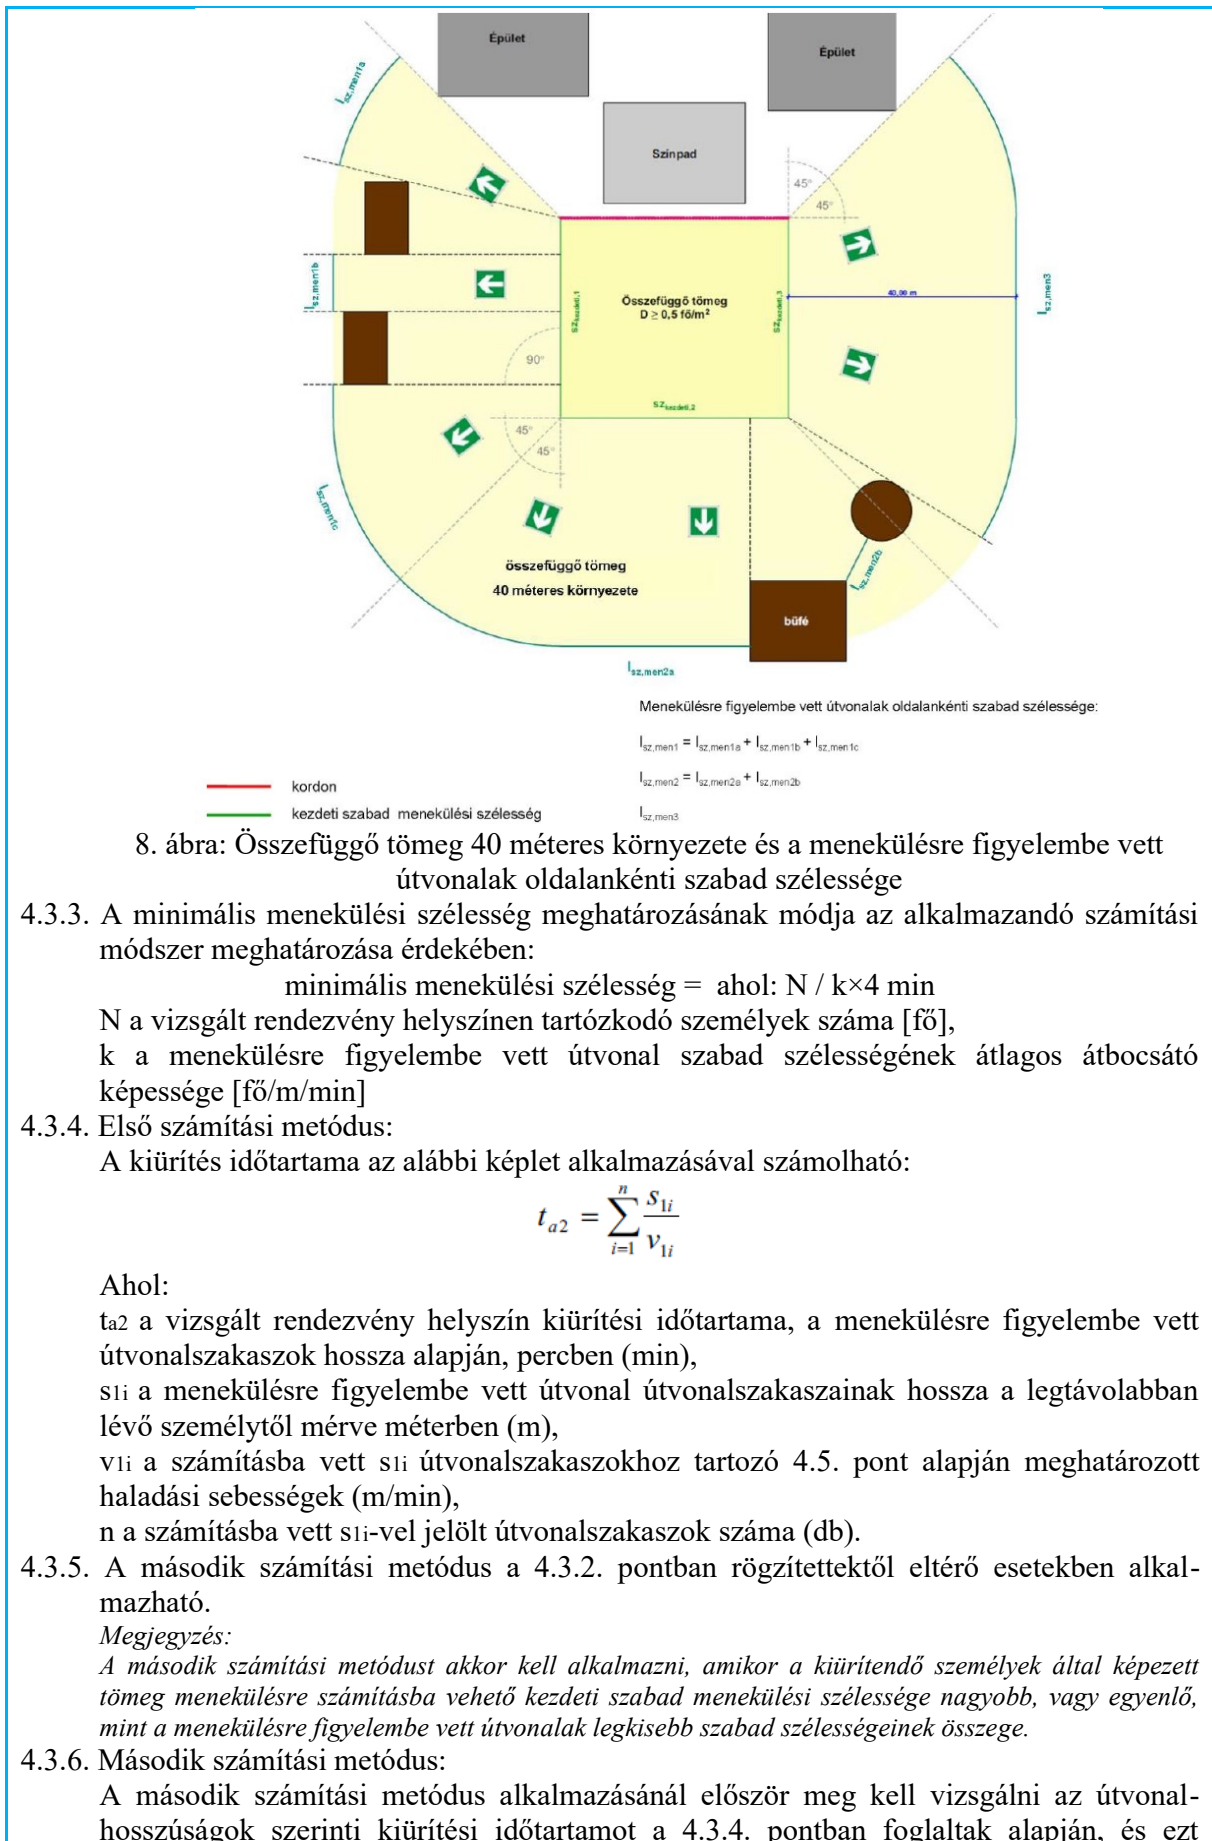 Épület
Épület
Színpad
l sz,men1a
l sz,men1b
l sz,men1c
l sz,men2a
l sz,men2b
l sz,men3
45°
45°
40,00 m
Összefüggő tömeg
D ≥ 0,5 fő/m²
sz kezdeti,1
sz kezdeti,3
sz kezdeti,2
90°
45°
45°
összefüggő tömeg
40 méteres környezete
büfé
Menekülésre figyelembe vett útvonalak oldalankénti szabad szélessége:
l sz,men1 = l sz,men1a + l sz,men1b + l sz,men1c
l sz,men2 = l sz,men2a + l sz,men2b
l sz,men3
kordon
kezdeti szabad menekülési szélesség
8. ábra: Összefüggő tömeg 40 méteres környezete és a menekülésre figyelembe vett
útvonalak oldalankénti szabad szélessége
4.3.3. A minimális menekülési szélesség meghatározásának módja az alkalmazandó számítási
módszer meghatározása érdekében:
minimális menekülési szélesség = ahol: N / k×4 min
N a vizsgált rendezvény helyszínen tartózkodó személyek száma [fő],
k a menekülésre figyelembe vett útvonal szabad szélességének átlagos átbocsátó
képessége [fő/m/min]
4.3.4. Első számítási metódus:
A kiürítés időtartama az alábbi képlet alkalmazásával számolható:
t a2 = ∑ i=1 n s 1i / v 1i
Ahol:
ta2 a vizsgált rendezvény helyszín kiürítési időtartama, a menekülésre figyelembe vett
útvonalszakaszok hossza alapján, percben (min),
s1i a menekülésre figyelembe vett útvonal útvonalszakaszainak hossza a legtávolabban
lévő személytől mérve méterben (m),
v1i a számításba vett s1i útvonalszakaszokhoz tartozó 4.5. pont alapján meghatározott
haladási sebességek (m/min),
n a számításba vett s1i-vel jelölt útvonalszakaszok száma (db).
4.3.5. A második számítási metódus a 4.3.2. pontban rögzítettektől eltérő esetekben alkal-
mazható.
Megjegyzés:
A második számítási metódust akkor kell alkalmazni, amikor a kiürítendő személyek által képezett
tömeg menekülésre számításba vehető kezdeti szabad menekülési szélessége nagyobb, vagy egyenlő,
mint a menekülésre figyelembe vett útvonalak legkisebb szabad szélességeinek összege.
4.3.6. Második számítási metódus:
A második számítási metódus alkalmazásánál először meg kell vizsgálni az útvonal-
hosszúságok szerinti kiürítési időtartamot a 4.3.4. pontban foglaltak alapján, és ezt